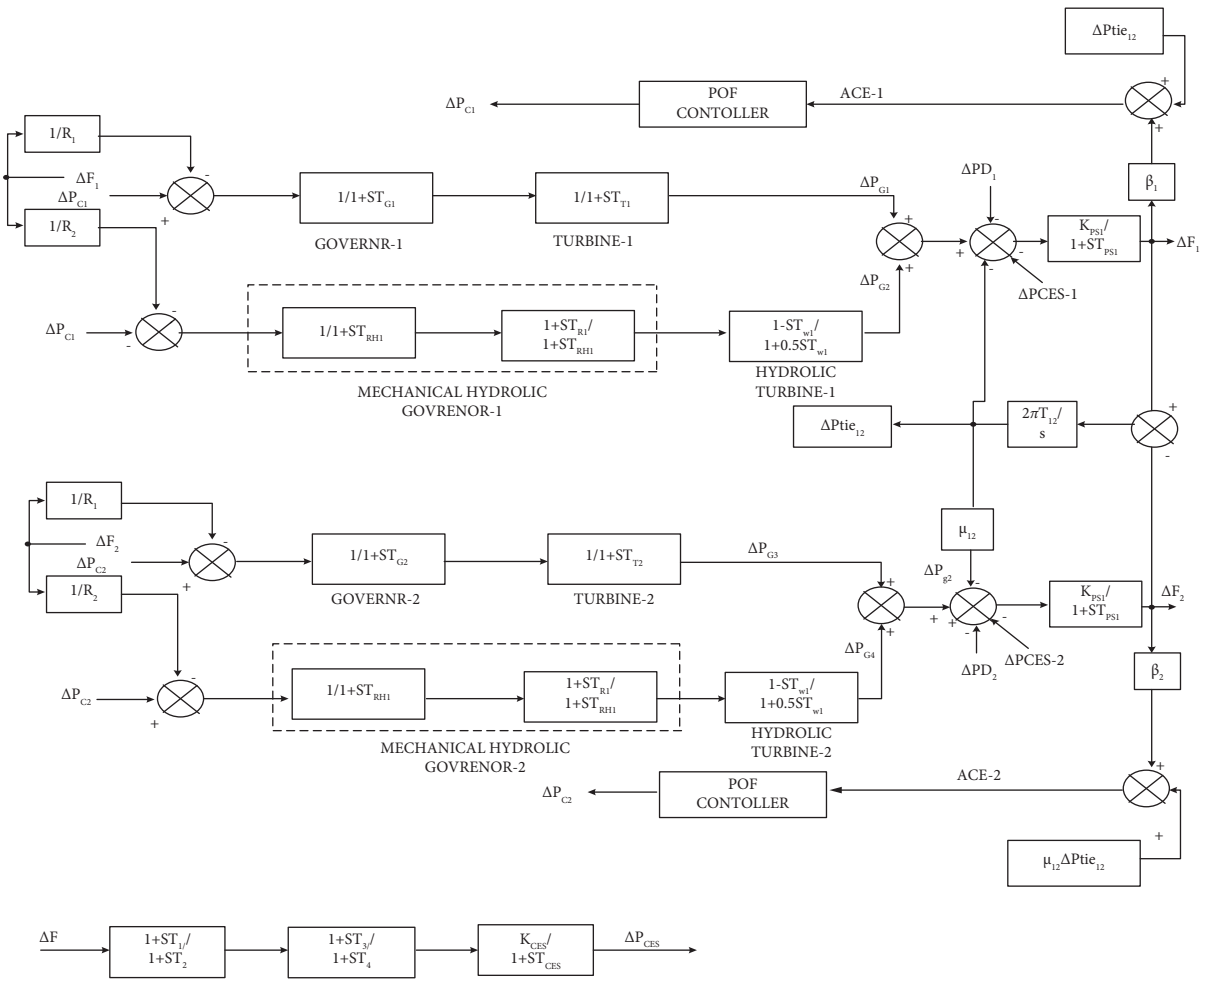 ΔPtie12
+
POF
CONTOLLER
ACE-1
ΔPC1
+
1/R1
-
ΔF1
ΔPC1
1/R2
+
1/1+STG1
GOVERNR-1
1/1+STT1
TURBINE-1
ΔPG1
+
ΔPG2
+
ΔPD1
-
+
-
-
ΔPCES-1
KPS1/
1+STPS1
β1
ΔF1
ΔPC1
-
-
1/1+STRH1
1+STR1/
1+STRH1
MECHANICAL HYDROLIC
GOVRENOR-1
1-STw1/
1+0.5STw1
HYDROLIC
TURBINE-1
ΔPtie12
2πT12/
s
+
-
1/R1
-
ΔF2
ΔPC2
1/R2
+
1/1+STG2
GOVERNR-2
1/1+STT2
TURBINE-2
ΔPG3
+
+
ΔPG4
μ12
ΔPg2
-
+
+
-
-
ΔPD2
ΔPCES-2
KPS1/
1+STPS1
ΔF2
β2
ΔPC2
-
+
1/1+STRH1
1+STR1/
1+STRH1
MECHANICAL HYDROLIC
GOVRENOR-2
1-STw1/
1+0.5STw1
HYDROLIC
TURBINE-2
ΔPC2
POF
CONTOLLER
ACE-2
+
+
μ12ΔPtie12
ΔF
1+ST1/
1+ST2
1+ST3/
1+ST4
KCES/
1+STCES
ΔPCES